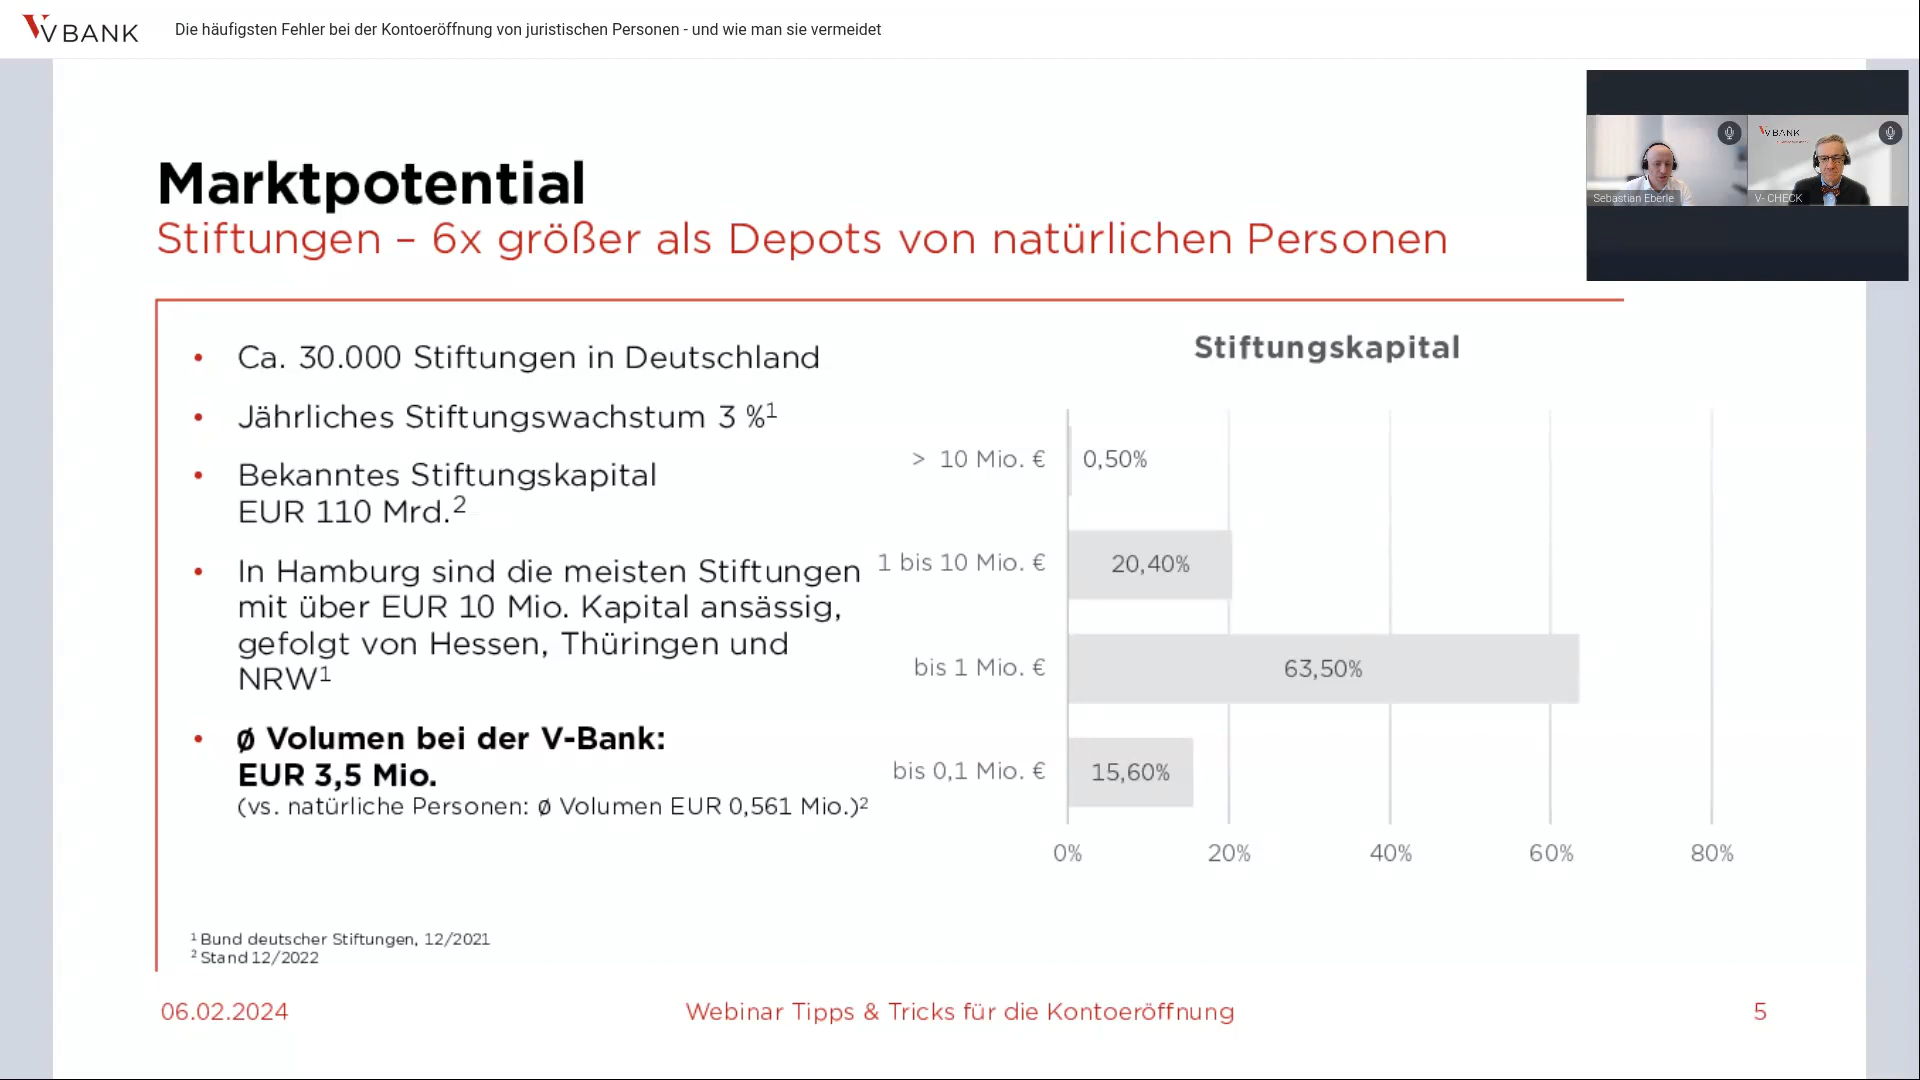 VBANK
Die häufigsten Fehler bei der Kontoeröffnung von juristischen Personen - und wie man sie vermeidet
VBANK
Sebastian Eberle
V- CHECK
Marktpotential
Stiftungen – 6x größer als Depots von natürlichen Personen
• Ca. 30.000 Stiftungen in Deutschland
• Jährliches Stiftungswachstum 3 %¹
• Bekanntes Stiftungskapital
EUR 110 Mrd.²
• In Hamburg sind die meisten Stiftungen
mit über EUR 10 Mio. Kapital ansässig,
gefolgt von Hessen, Thüringen und
NRW¹
• ø Volumen bei der V-Bank:
EUR 3,5 Mio.
(vs. natürliche Personen: ø Volumen EUR 0,561 Mio.)²
Stiftungskapital
> 10 Mio. € 0,50%
1 bis 10 Mio. € 20,40%
bis 1 Mio. € 63,50%
bis 0,1 Mio. € 15,60%
0% 20% 40% 60% 80%
¹ Bund deutscher Stiftungen, 12/2021
² Stand 12/2022
06.02.2024
Webinar Tipps & Tricks für die Kontoeröffnung
5